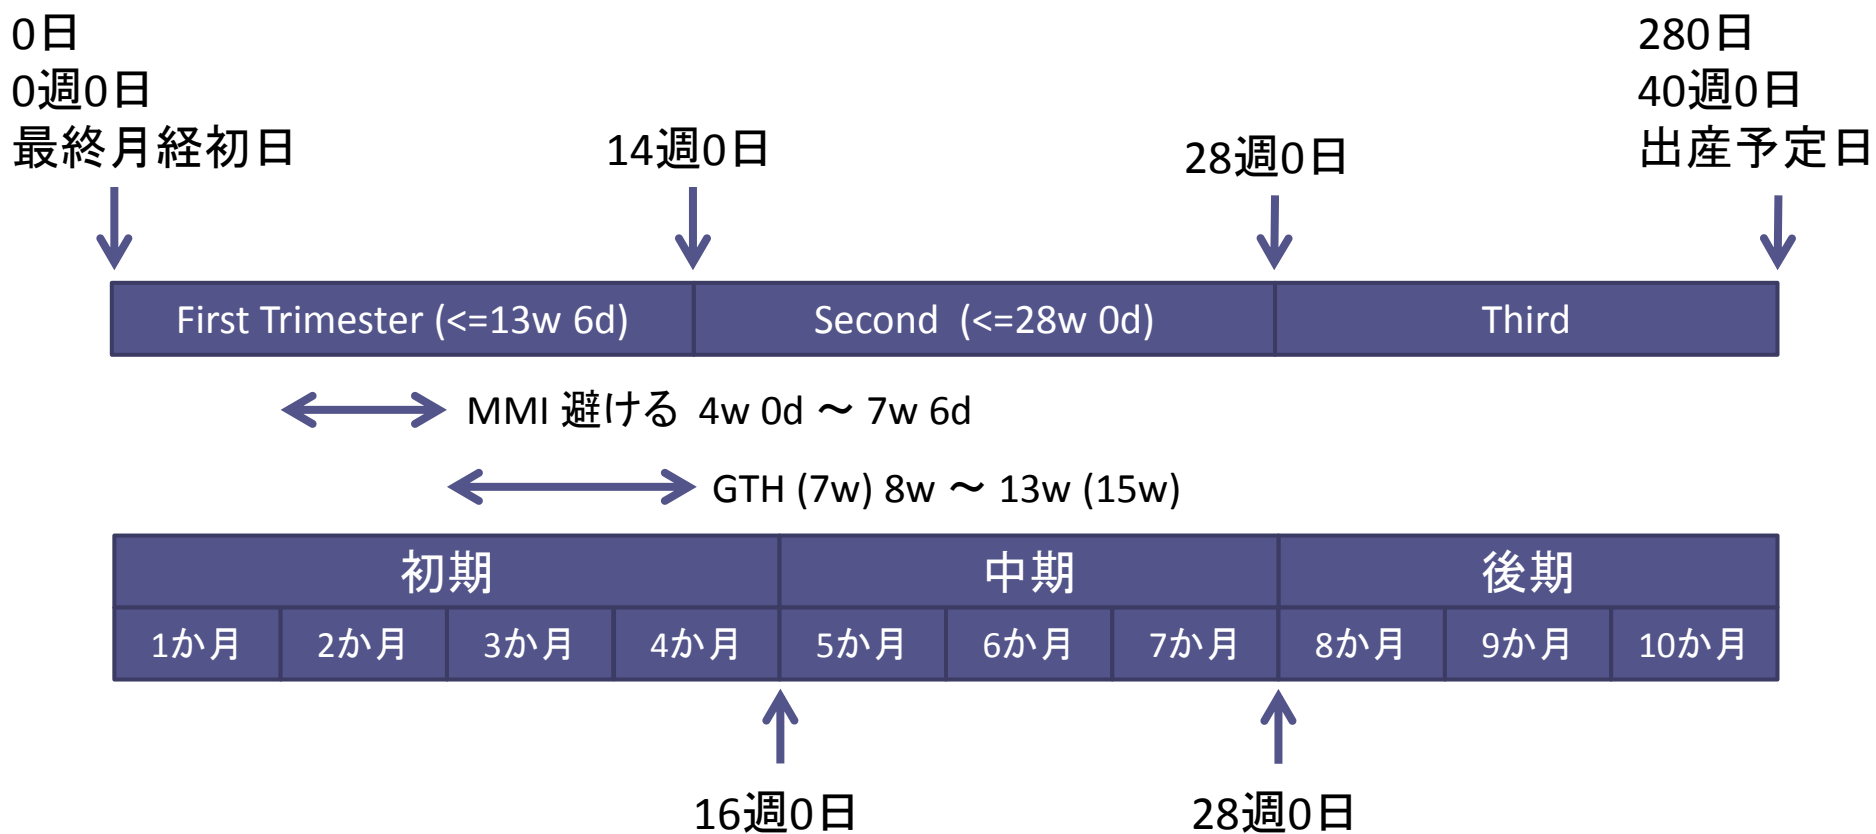 0日
0週0日
最終月経初日
14週0日
28週0日
280日
40週0日
出産予定日
First Trimester (<=13w 6d)
Second (<=28w 0d)
Third
MMI 避ける 4w 0d ～ 7w 6d
GTH (7w) 8w ～ 13w (15w)
初期
中期
後期
1か月
2か月
3か月
4か月
5か月
6か月
7か月
8か月
9か月
10か月
16週0日
28週0日